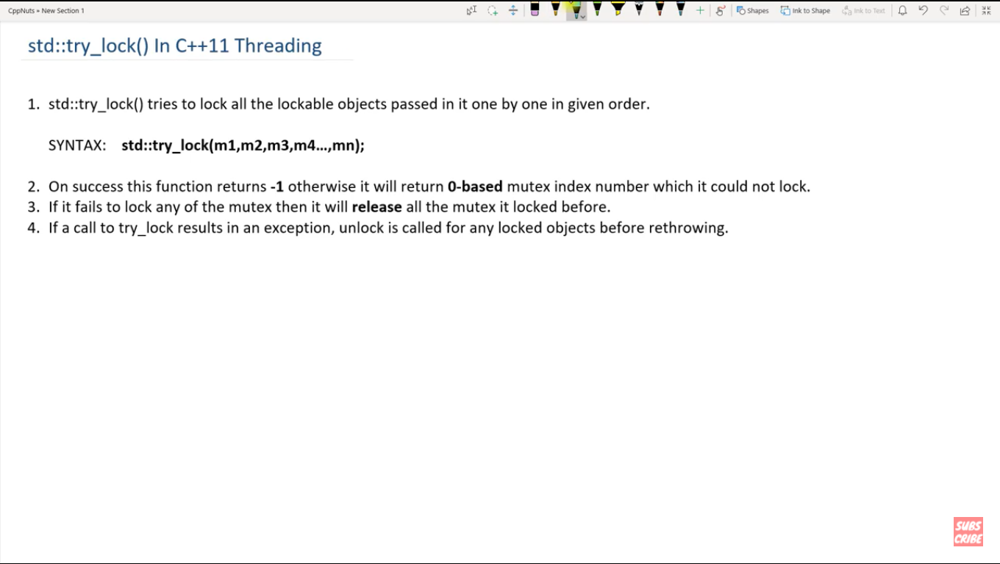 CppNuts » New Section 1
Shapes
Ink to Shape
Ink to Text
std::try_lock() In C++11 Threading
1. std::try_lock() tries to lock all the lockable objects passed in it one by one in given order.
SYNTAX: std::try_lock(m1,m2,m3,m4...,mn);
2. On success this function returns -1 otherwise it will return 0-based mutex index number which it could not lock.
3. If it fails to lock any of the mutex then it will release all the mutex it locked before.
4. If a call to try_lock results in an exception, unlock is called for any locked objects before rethrowing.
SUBS
CRIBE